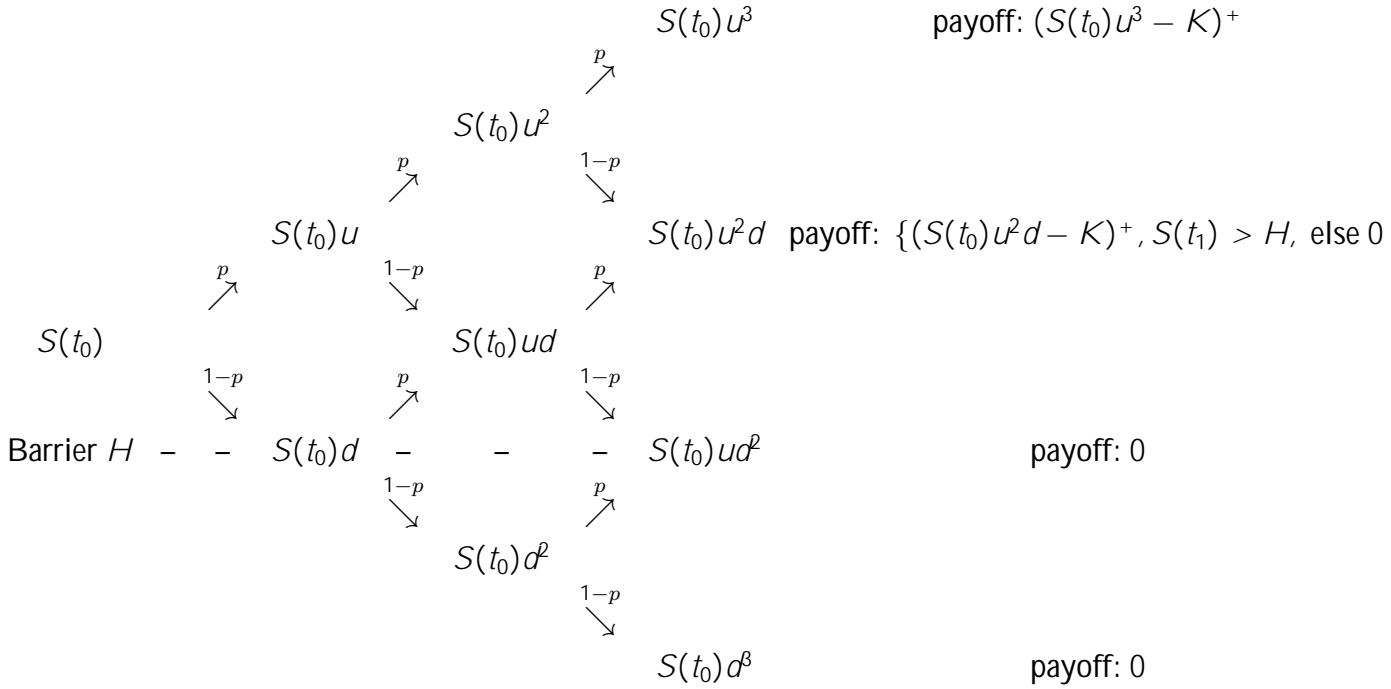 S(t₀)u³ payoff: (S(t₀)u³ − K)⁺
p
S(t₀)u²
p 1−p
S(t₀)u S(t₀)u²d payoff: {(S(t₀)u²d − K)⁺, S(t₁) > H, else 0
p 1−p p
S(t₀) S(t₀)ud
1−p p 1−p
Barrier H – – S(t₀)d – – – S(t₀)ud² payoff: 0
1−p p
S(t₀)d²
1−p
S(t₀)d³ payoff: 0